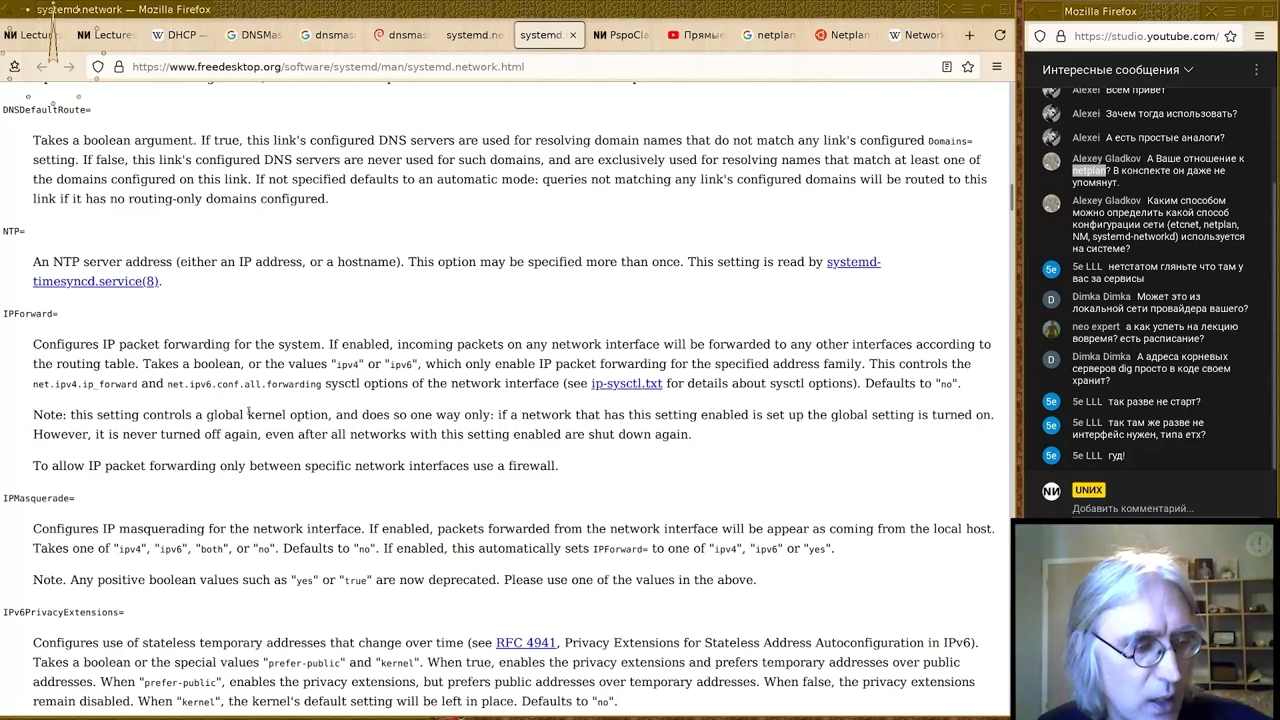 systemd.network — Mozilla Firefox
Lecture
Lecture
DHCP —
DNSMas
dnsmas
dnsmas
systemd.ne
systemd.
PspoCla
Прямые
netplan
Netplan
Network
https://www.freedesktop.org/software/systemd/man/systemd.network.html
DNSDefaultRoute=
Takes a boolean argument. If true, this link's configured DNS servers are used for resolving domain names that do not match any link's configured Domains=
setting. If false, this link's configured DNS servers are never used for such domains, and are exclusively used for resolving names that match at least one of
the domains configured on this link. If not specified defaults to an automatic mode: queries not matching any link's configured domains will be routed to this
link if it has no routing-only domains configured.
NTP=
An NTP server address (either an IP address, or a hostname). This option may be specified more than once. This setting is read by systemd-
timesyncd.service(8).
IPForward=
Configures IP packet forwarding for the system. If enabled, incoming packets on any network interface will be forwarded to any other interfaces according to
the routing table. Takes a boolean, or the values "ipv4" or "ipv6", which only enable IP packet forwarding for the specified address family. This controls the
net.ipv4.ip_forward and net.ipv6.conf.all.forwarding sysctl options of the network interface (see ip-sysctl.txt for details about sysctl options). Defaults to "no".
Note: this setting controls a global kernel option, and does so one way only: if a network that has this setting enabled is set up the global setting is turned on.
However, it is never turned off again, even after all networks with this setting enabled are shut down again.
To allow IP packet forwarding only between specific network interfaces use a firewall.
IPMasquerade=
Configures IP masquerading for the network interface. If enabled, packets forwarded from the network interface will be appear as coming from the local host.
Takes one of "ipv4", "ipv6", "both", or "no". Defaults to "no". If enabled, this automatically sets IPForward= to one of "ipv4", "ipv6" or "yes".
Note. Any positive boolean values such as "yes" or "true" are now deprecated. Please use one of the values in the above.
IPv6PrivacyExtensions=
Configures use of stateless temporary addresses that change over time (see RFC 4941, Privacy Extensions for Stateless Address Autoconfiguration in IPv6).
Takes a boolean or the special values "prefer-public" and "kernel". When true, enables the privacy extensions and prefers temporary addresses over public
addresses. When "prefer-public", enables the privacy extensions, but prefers public addresses over temporary addresses. When false, the privacy extensions
remain disabled. When "kernel", the kernel's default setting will be left in place. Defaults to "no".
Mozilla Firefox
https://studio.youtube.com/
Интересные сообщения
Alexei Всем привет
Alexei Зачем тогда использовать?
Alexei А есть простые аналоги?
Alexey Gladkov А Ваше отношение к
netplan? В конспекте он даже не
упомянут.
Alexey Gladkov Каким способом
можно определить какой способ
конфигурации сети (etcnet, netplan,
NM, systemd-networkd) используется
на системе?
5e 5e LLL нетстатом гляньте что там у
вас за сервисы
D Dimka Dimka Может это из
локальной сети провайдера вашего?
neo expert а как успеть на лекцию
вовремя? есть расписание?
D Dimka Dimka А адреса корневых
серверов dig просто в коде своем
хранит?
5e 5e LLL так разве не старт?
5e 5e LLL так там же разве не
интерфейс нужен, типа етх?
5e 5e LLL гуд!
NИ UNИX
Добавить комментарий...